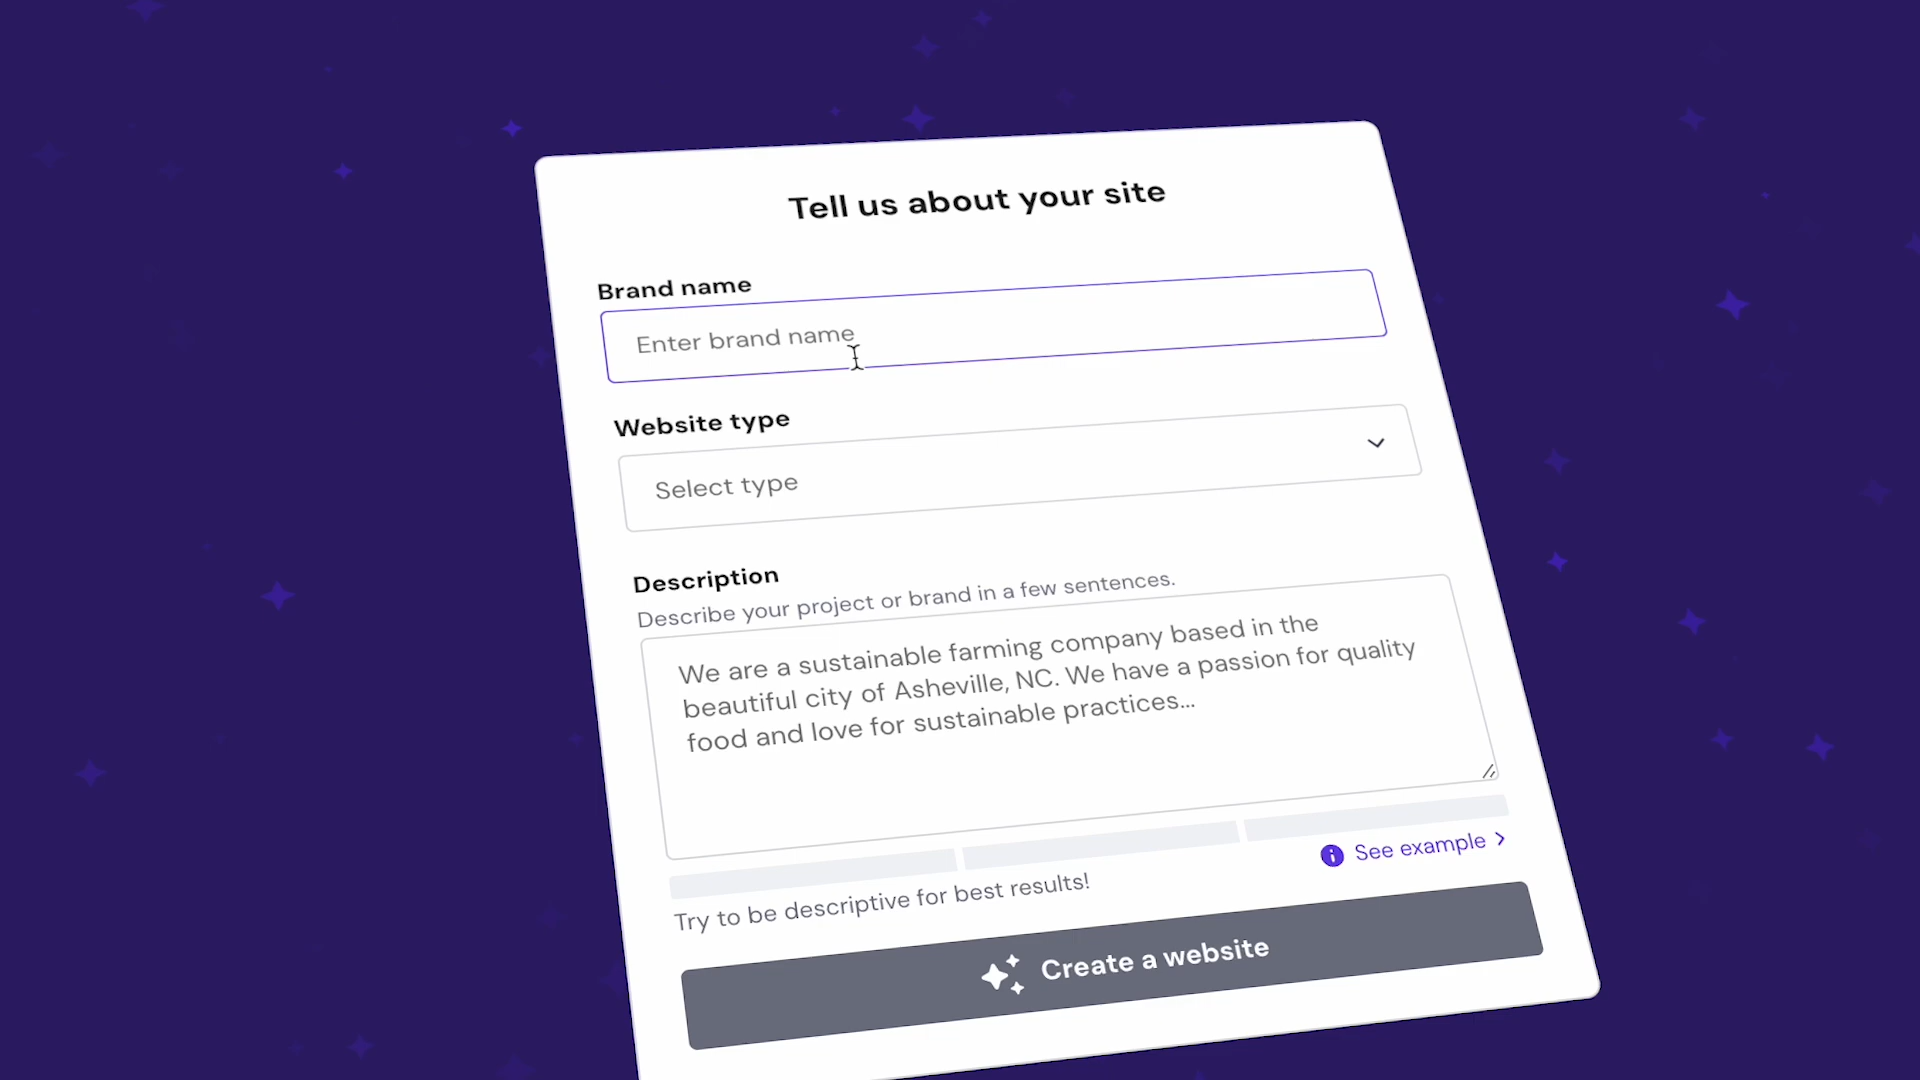 Tell us about your site
Brand name
Enter brand name
Website type
Select type
Description
Describe your project or brand in a few sentences.
We are a sustainable farming company based in the
beautiful city of Asheville, NC. We have a passion for quality
food and love for sustainable practices...
See example
Try to be descriptive for best results!
Create a website